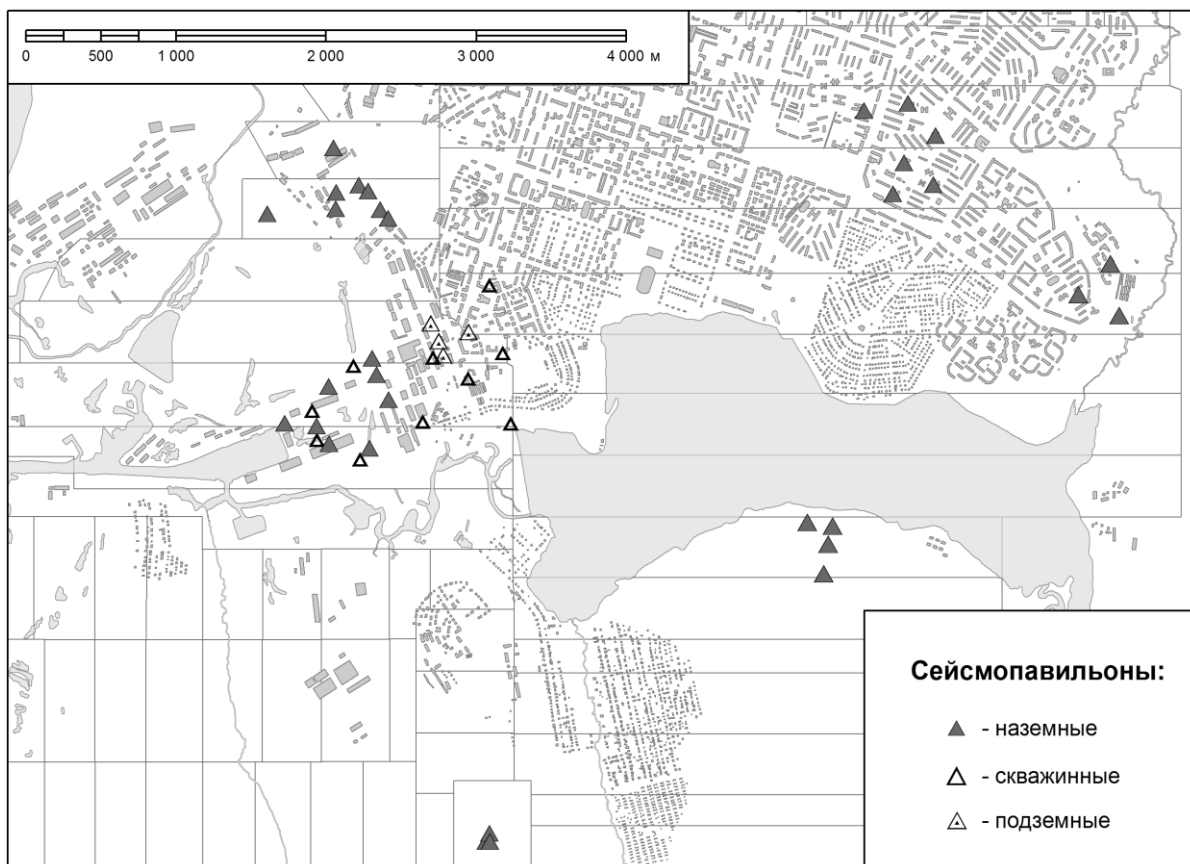 0 500 1 000 2 000 3 000 4 000 м
Сейсмопавильоны:
- наземные
- скважинные
- подземные